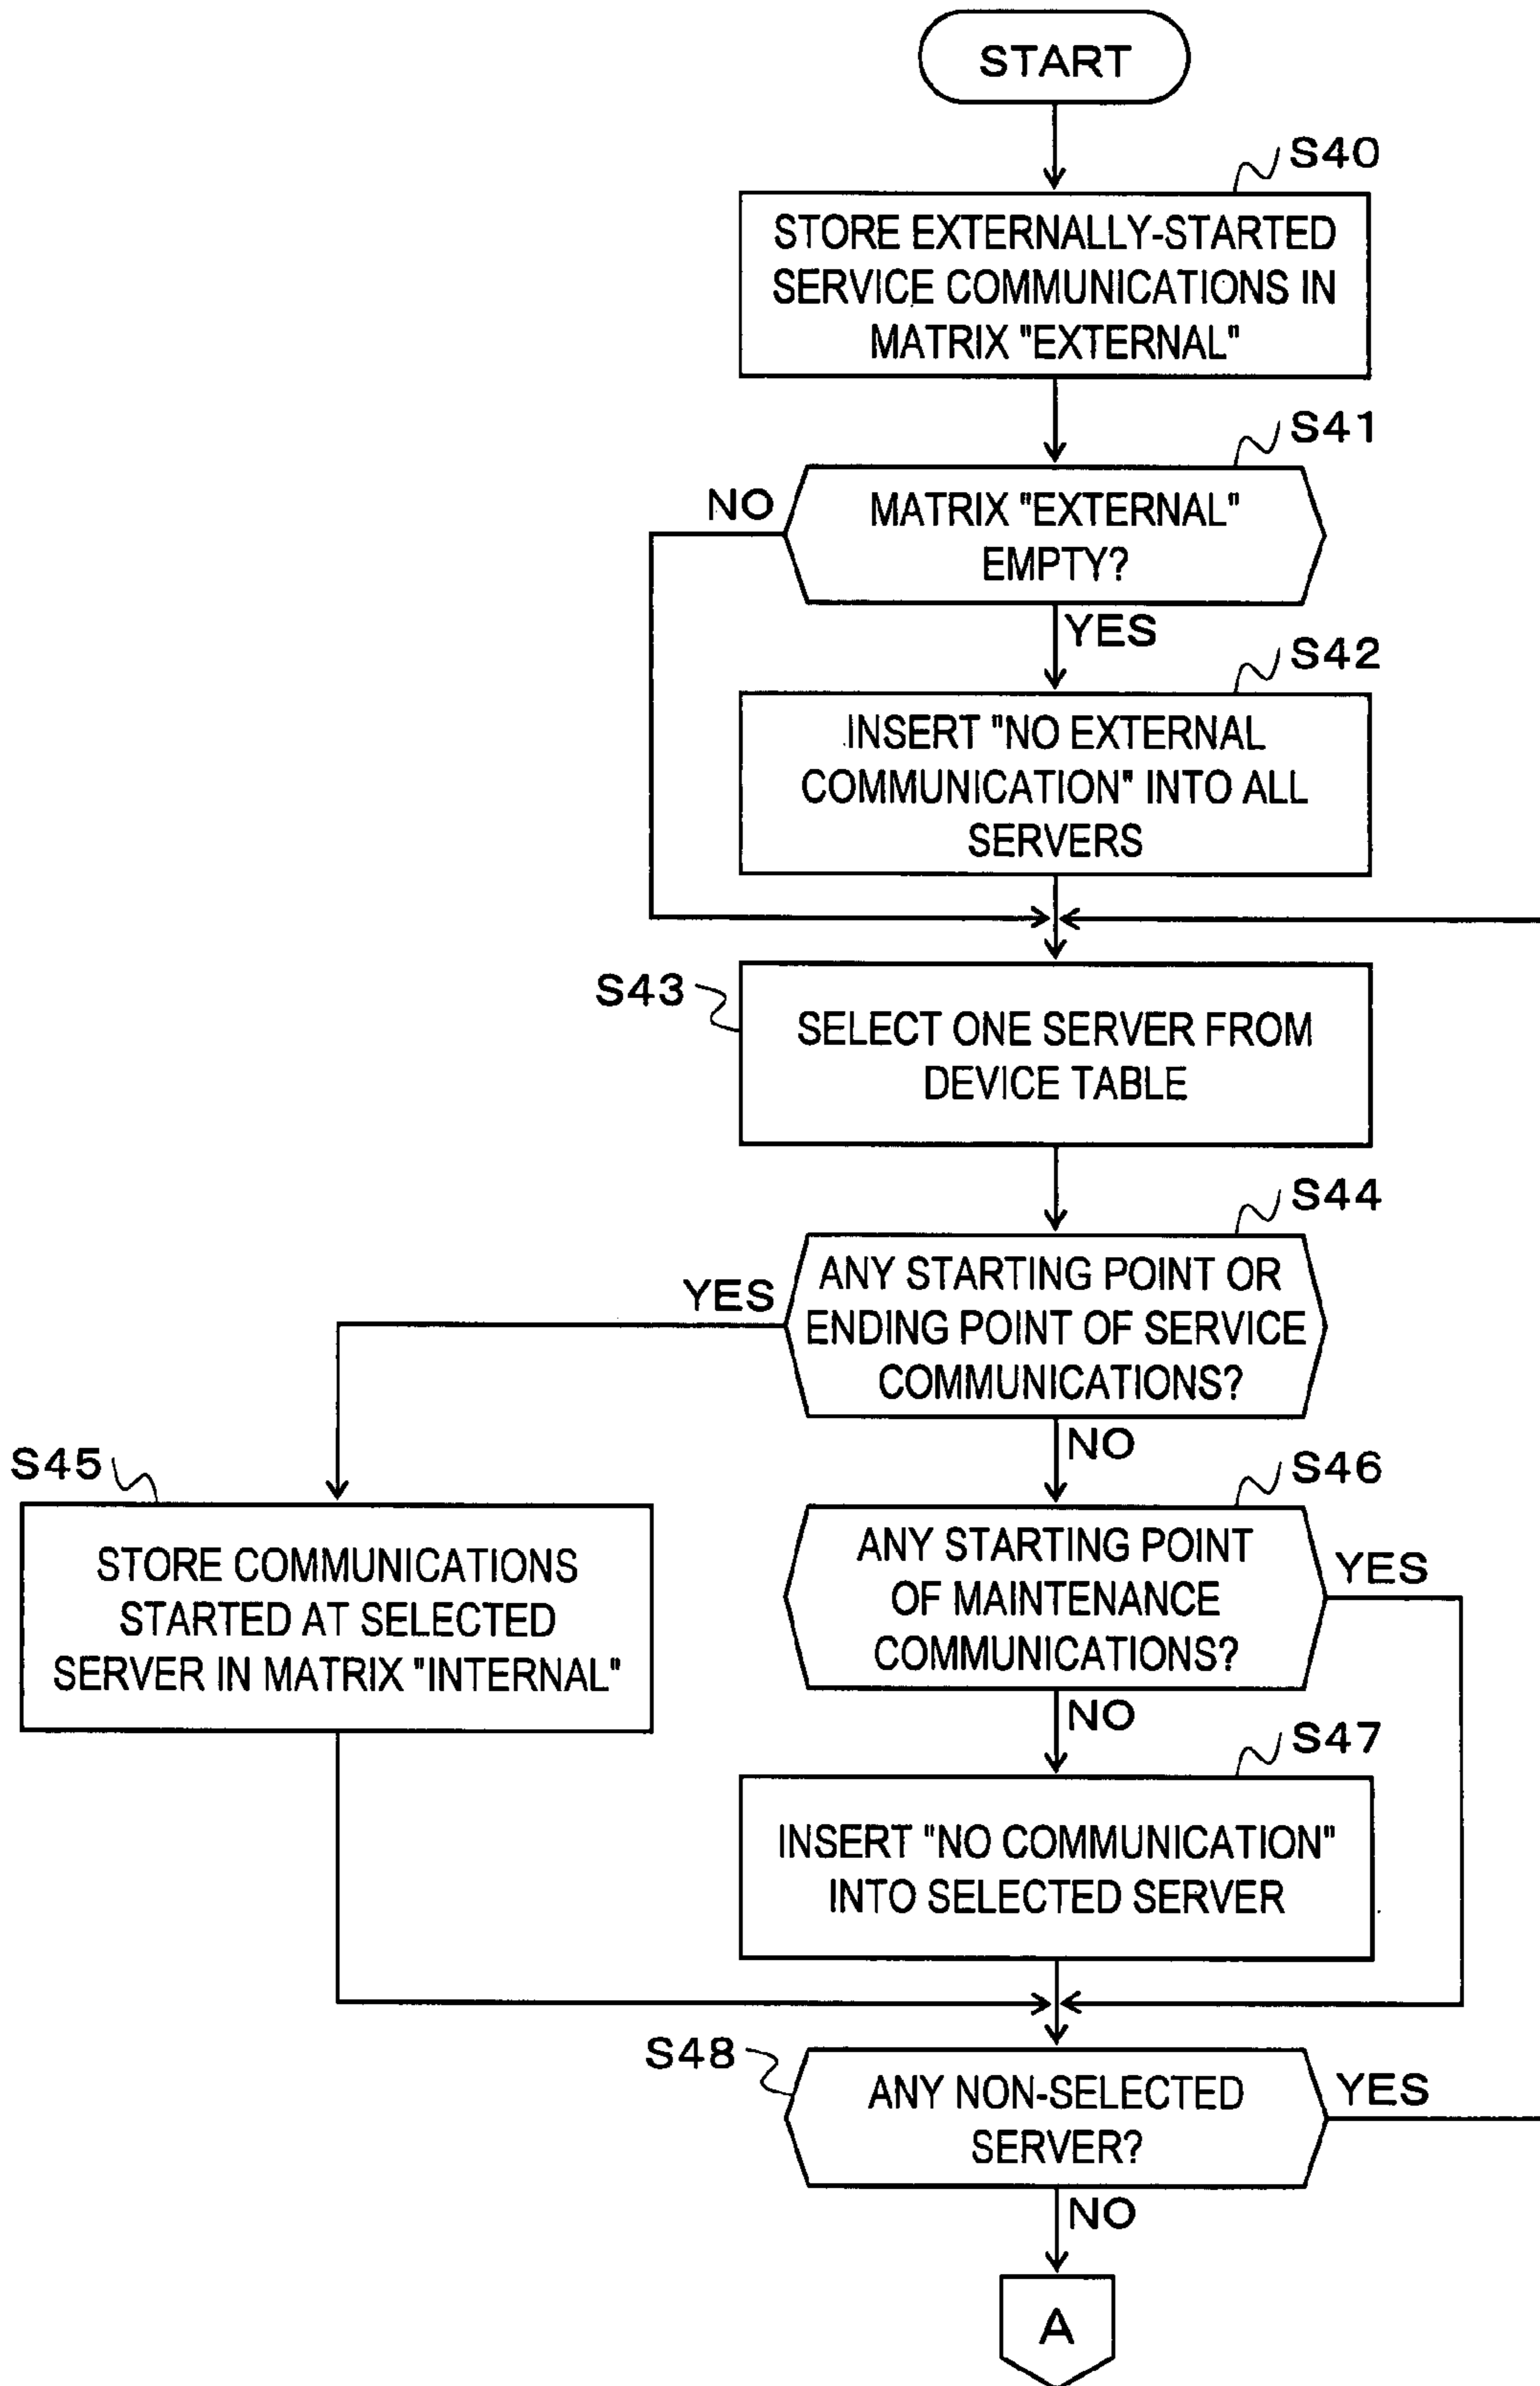 START
S40
STORE EXTERNALLY-STARTED
SERVICE COMMUNICATIONS IN
MATRIX "EXTERNAL"
S41
NO
MATRIX "EXTERNAL"
EMPTY?
YES
S42
INSERT "NO EXTERNAL
COMMUNICATION" INTO ALL
SERVERS
S43
SELECT ONE SERVER FROM
DEVICE TABLE
S44
YES
ANY STARTING POINT OR
ENDING POINT OF SERVICE
COMMUNICATIONS?
NO
S45
STORE COMMUNICATIONS
STARTED AT SELECTED
SERVER IN MATRIX "INTERNAL"
S46
ANY STARTING POINT
OF MAINTENANCE
COMMUNICATIONS?
YES
NO
S47
INSERT "NO COMMUNICATION"
INTO SELECTED SERVER
S48
ANY NON-SELECTED
SERVER?
YES
NO
A